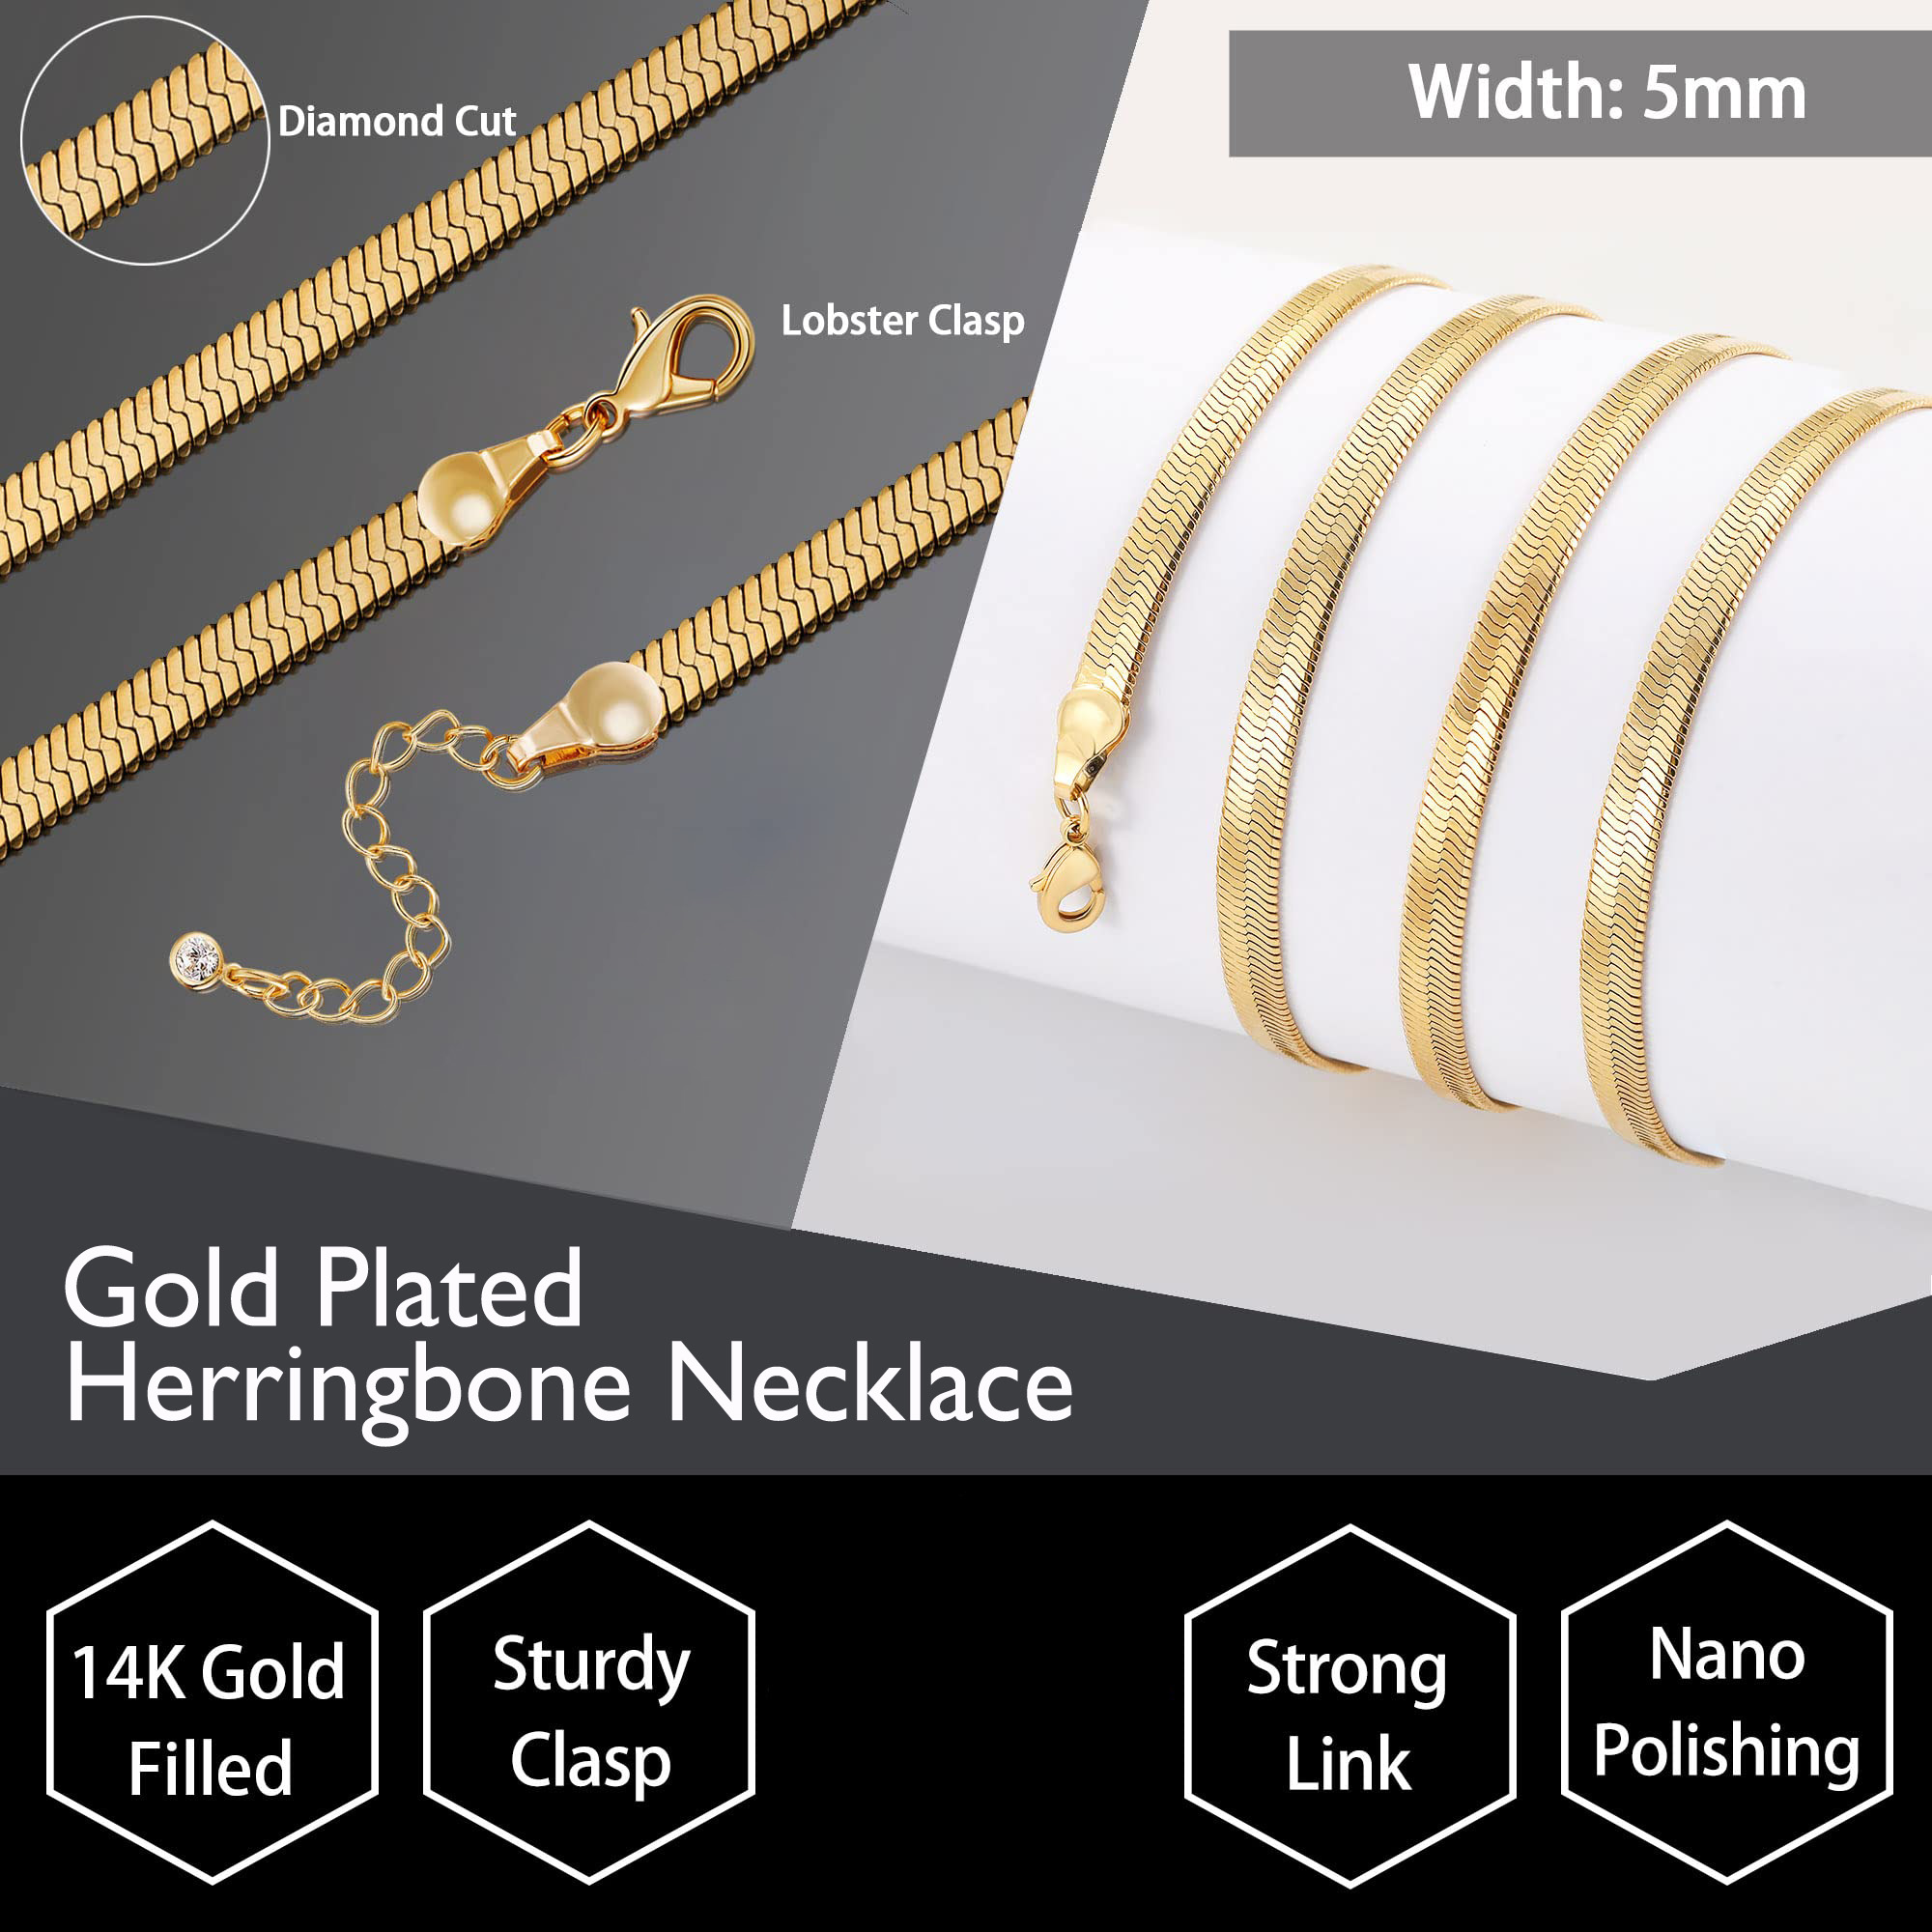 Diamond Cut
Width: 5mm
Lobster Clasp
Gold Plated
Herringbone Necklace
14K Gold
Filled
Sturdy
Clasp
Strong
Link
Nano
Polishing